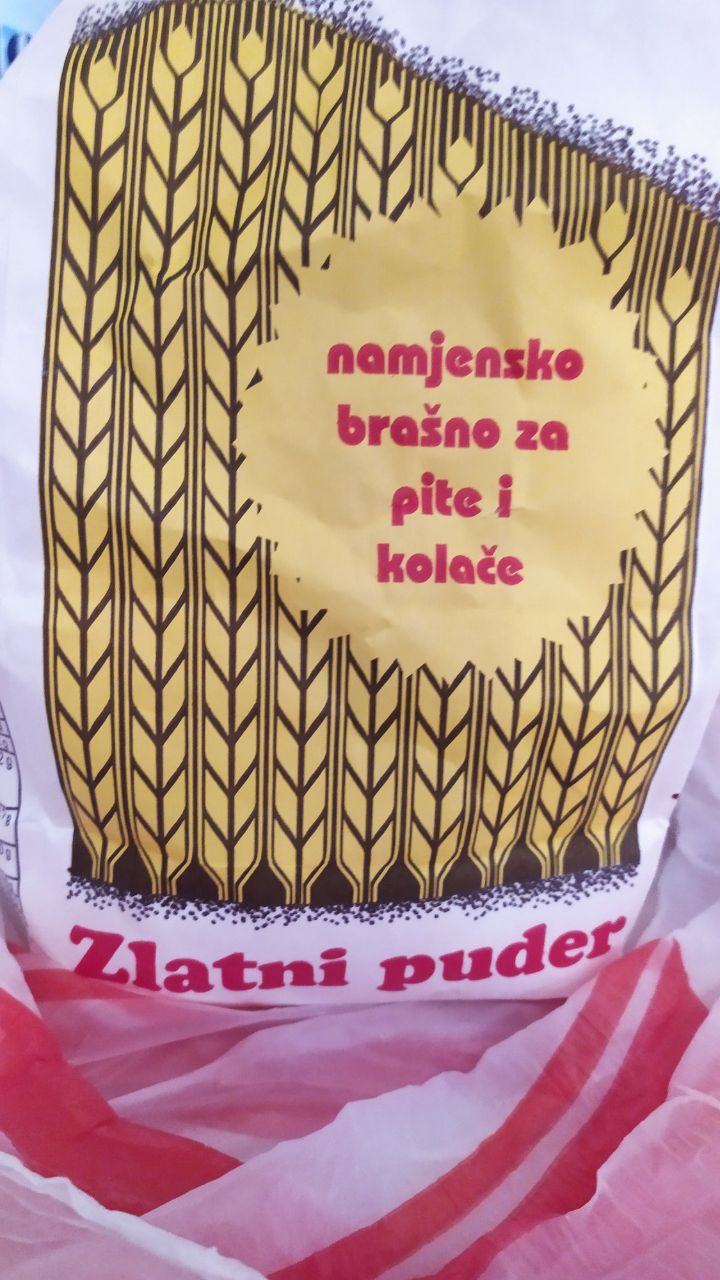 namjensko
brašno za
pite i
kolače
Zlatni puder